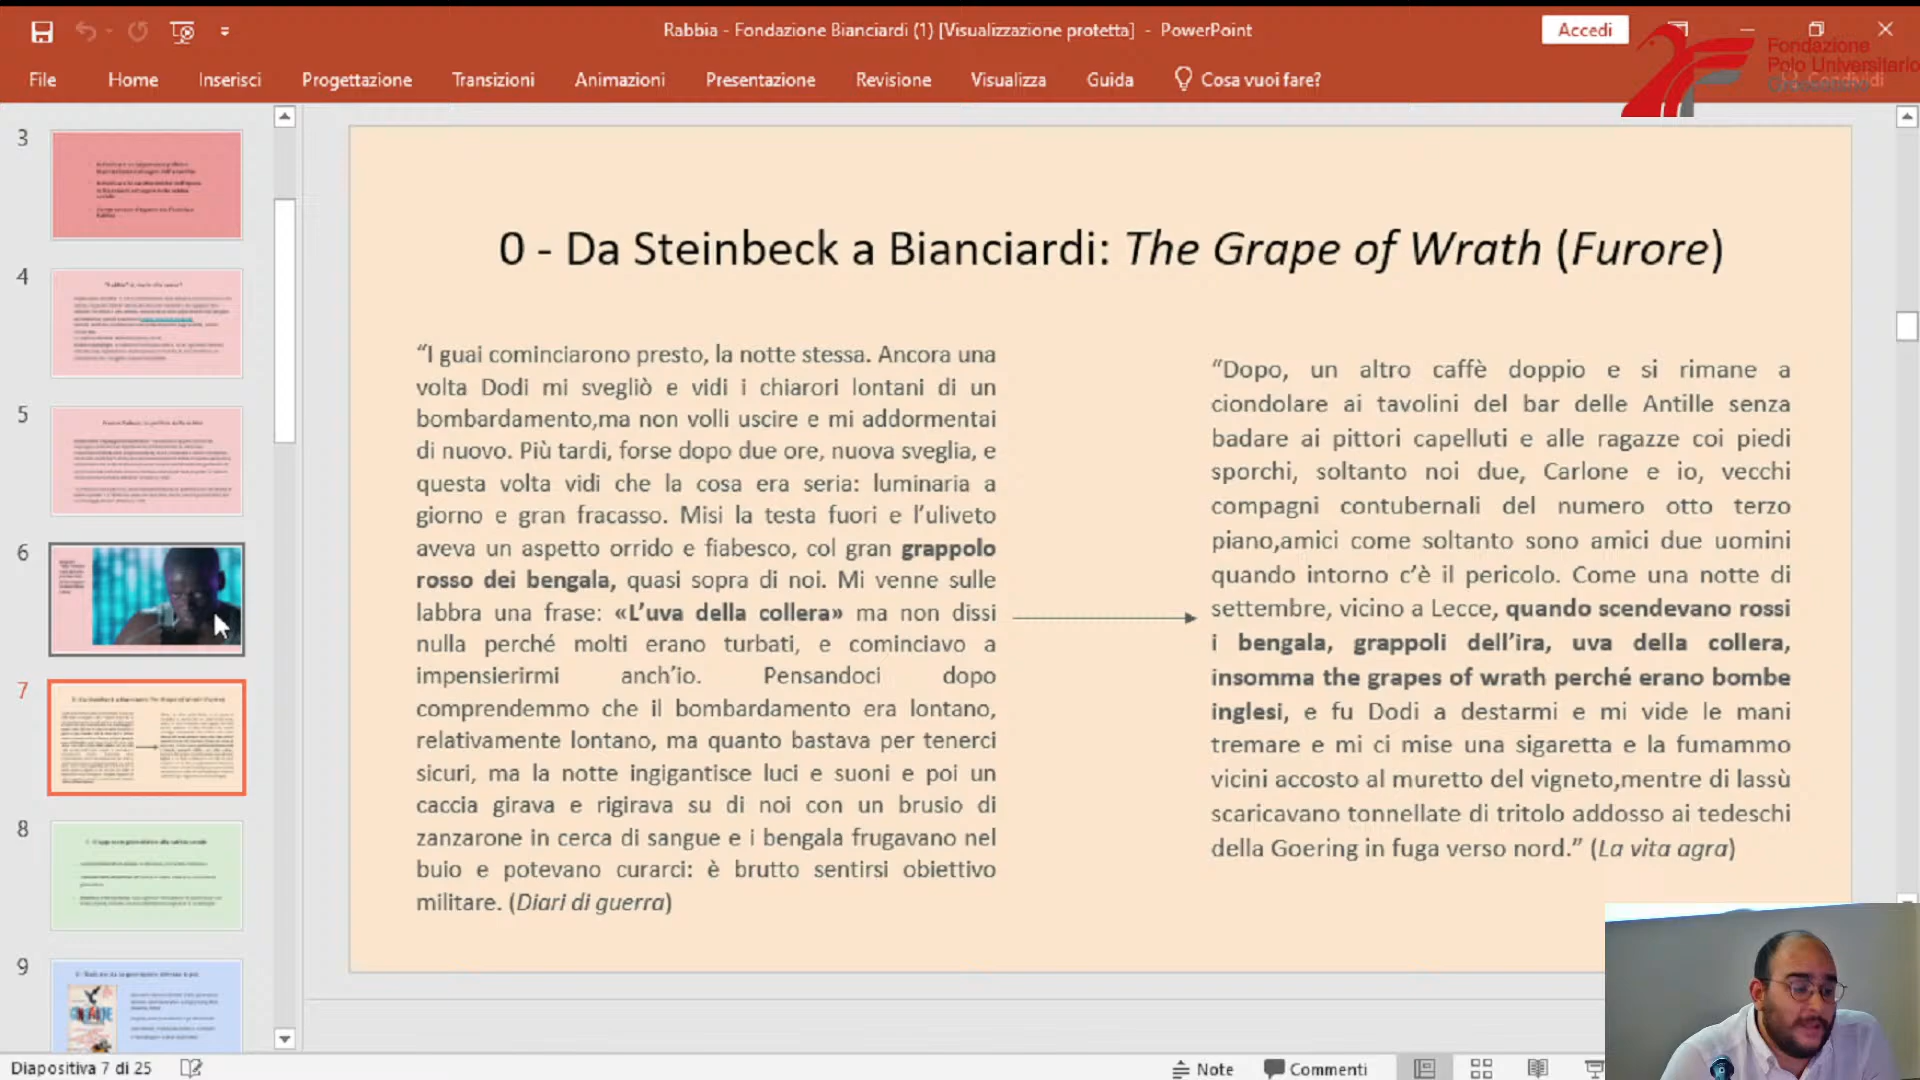 Rabbia - Fondazione Bianciardi (1) [Visualizzazione protetta] - PowerPoint
Accedi
File Home Inserisci Progettazione Transizioni Animazioni Presentazione Revisione Visualizza Guida Cosa vuoi fare?
Fondazione
Polo Universitario
3
4
5
6
7
8
9
0 - Da Steinbeck a Bianciardi: The Grape of Wrath (Furore)
“I guai cominciarono presto, la notte stessa. Ancora una
volta Dodi mi svegliò e vidi i chiarori lontani di un
bombardamento,ma non volli uscire e mi addormentai
di nuovo. Più tardi, forse dopo due ore, nuova sveglia, e
questa volta vidi che la cosa era seria: luminaria a
giorno e gran fracasso. Misi la testa fuori e l’uliveto
aveva un aspetto orrido e fiabesco, col gran grappolo
rosso dei bengala, quasi sopra di noi. Mi venne sulle
labbra una frase: «L’uva della collera» ma non dissi
nulla perché molti erano turbati, e cominciavo a
impensierirmi anch’io. Pensandoci dopo
comprendemmo che il bombardamento era lontano,
relativamente lontano, ma quanto bastava per tenerci
sicuri, ma la notte ingigantisce luci e suoni e poi un
caccia girava e rigirava su di noi con un brusio di
zanzarone in cerca di sangue e i bengala frugavano nel
buio e potevano curarci: è brutto sentirsi obiettivo
militare. (Diari di guerra)
“Dopo, un altro caffè doppio e si rimane a
ciondolare ai tavolini del bar delle Antille senza
badare ai pittori capelluti e alle ragazze coi piedi
sporchi, soltanto noi due, Carlone e io, vecchi
compagni contubernali del numero otto terzo
piano,amici come soltanto sono amici due uomini
quando intorno c’è il pericolo. Come una notte di
settembre, vicino a Lecce, quando scendevano rossi
i bengala, grappoli dell’ira, uva della collera,
insomma the grapes of wrath perché erano bombe
inglesi, e fu Dodi a destarmi e mi vide le mani
tremare e mi ci mise una sigaretta e la fumammo
vicini accosto al muretto del vigneto,mentre di lassù
scaricavano tonnellate di tritolo addosso ai tedeschi
della Goering in fuga verso nord.” (La vita agra)
Diapositiva 7 di 25
Note
Commenti